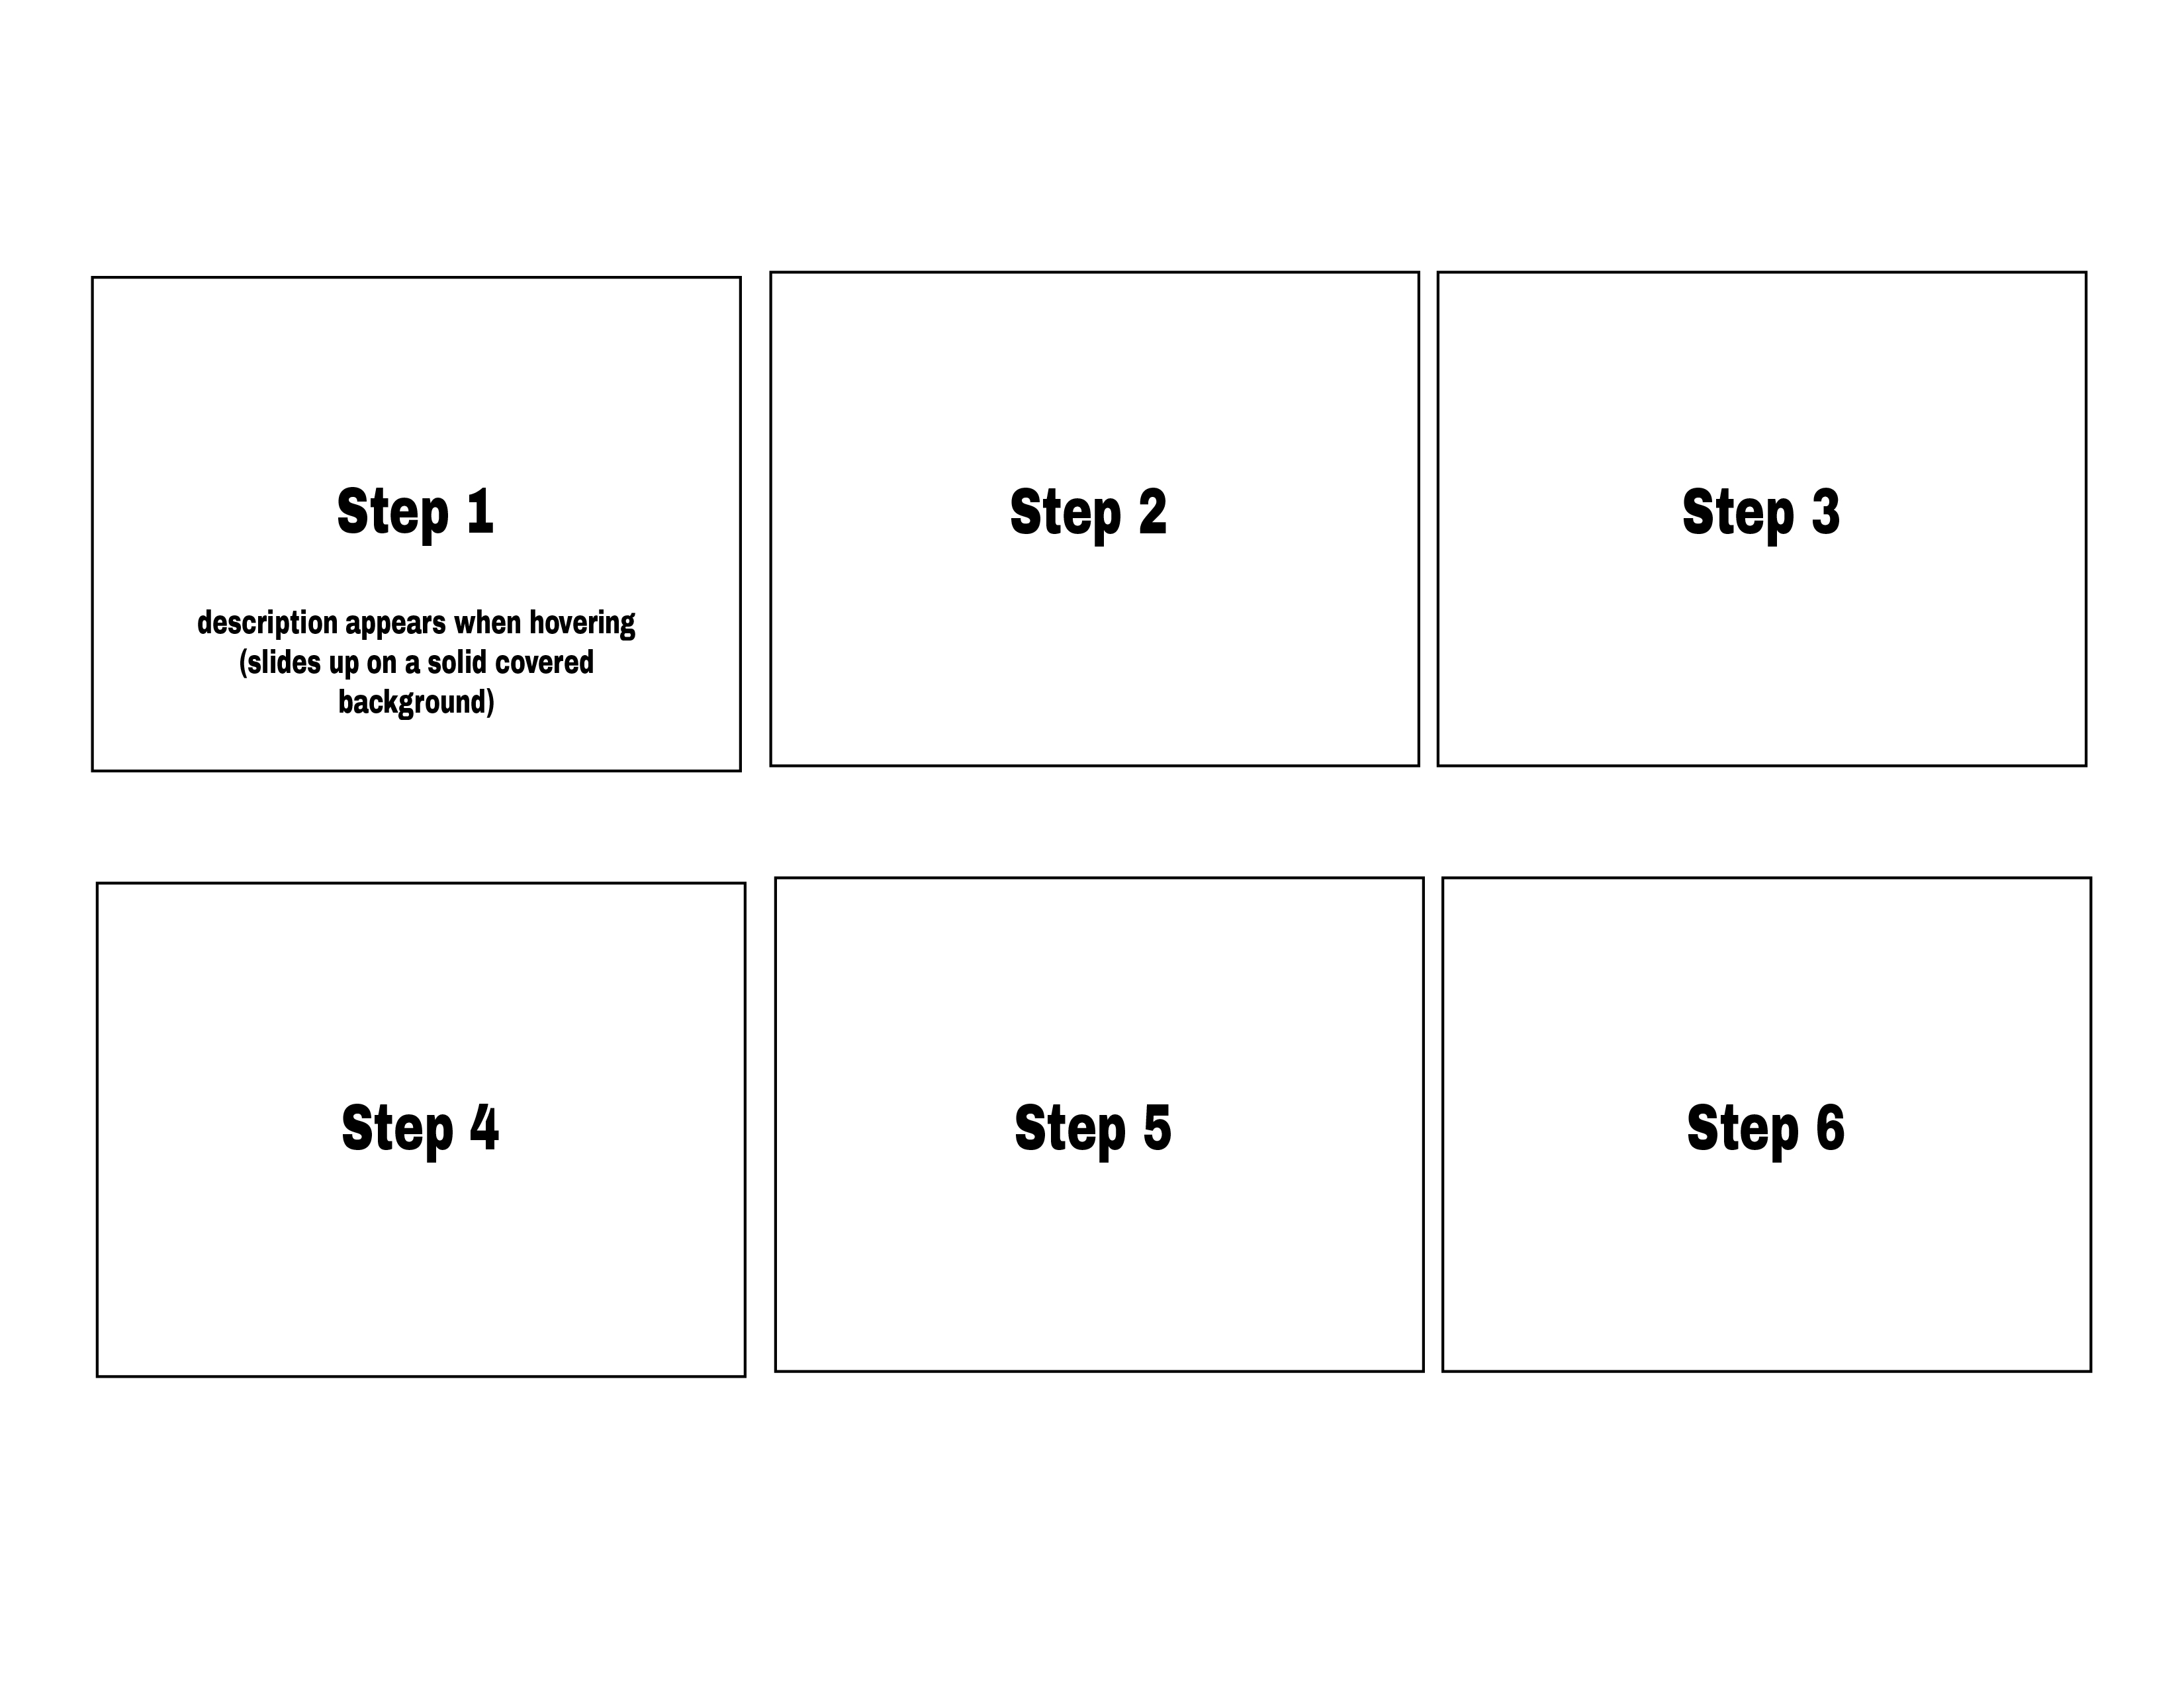 Step 1
description appears when hovering
(slides up on a solid covered
background)
Step 2
Step 3
Step 4
Step 5
Step 6